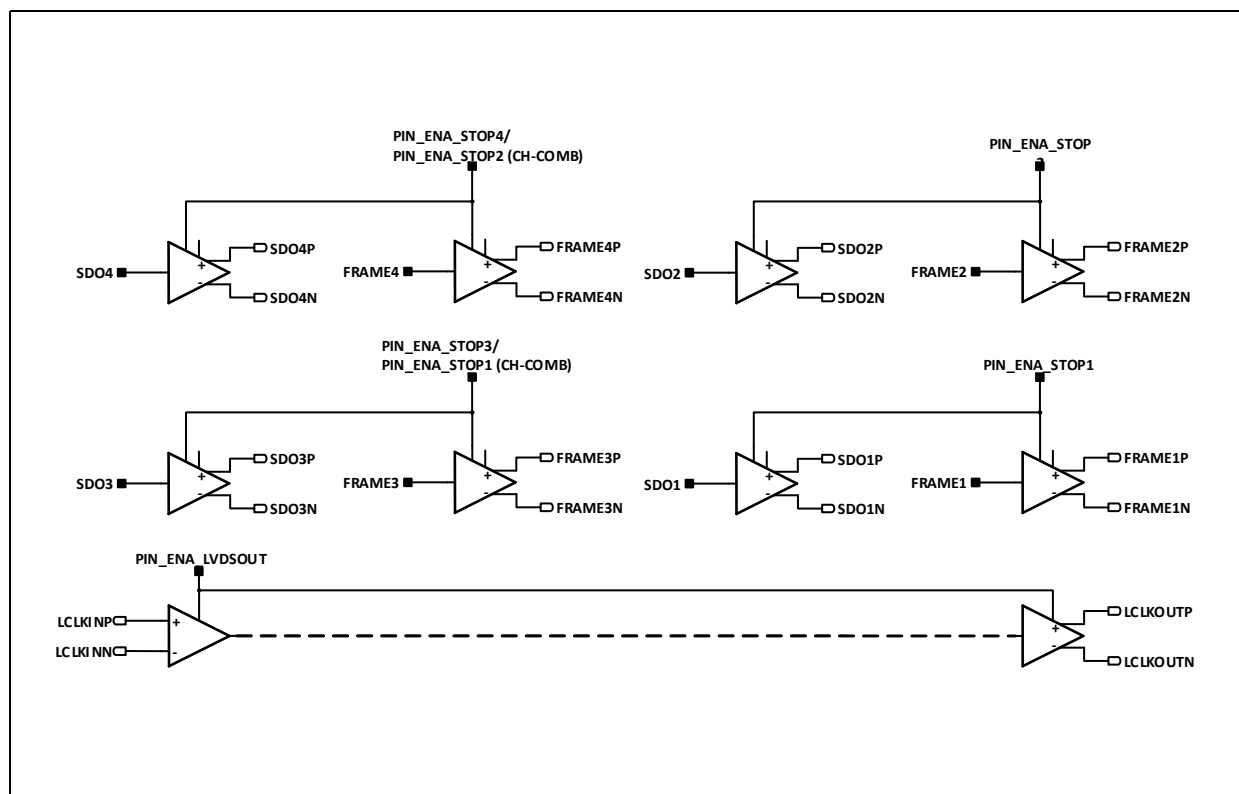 PIN_ENA_STOP4/
PIN_ENA_STOP2 (CH-COMB)
PIN_ENA_STOP
SDO4
+
-
SDO4P
SDO4N
FRAME4
+
-
FRAME4P
FRAME4N
SDO2
+
-
SDO2P
SDO2N
FRAME2
+
-
FRAME2P
FRAME2N
PIN_ENA_STOP3/
PIN_ENA_STOP1 (CH-COMB)
PIN_ENA_STOP1
SDO3
+
-
SDO3P
SDO3N
FRAME3
+
-
FRAME3P
FRAME3N
SDO1
+
-
SDO1P
SDO1N
FRAME1
+
-
FRAME1P
FRAME1N
PIN_ENA_LVDSOUT
LCLKINP
LCLKINN
+
-
+
-
LCLKOUTP
LCLKOUTN